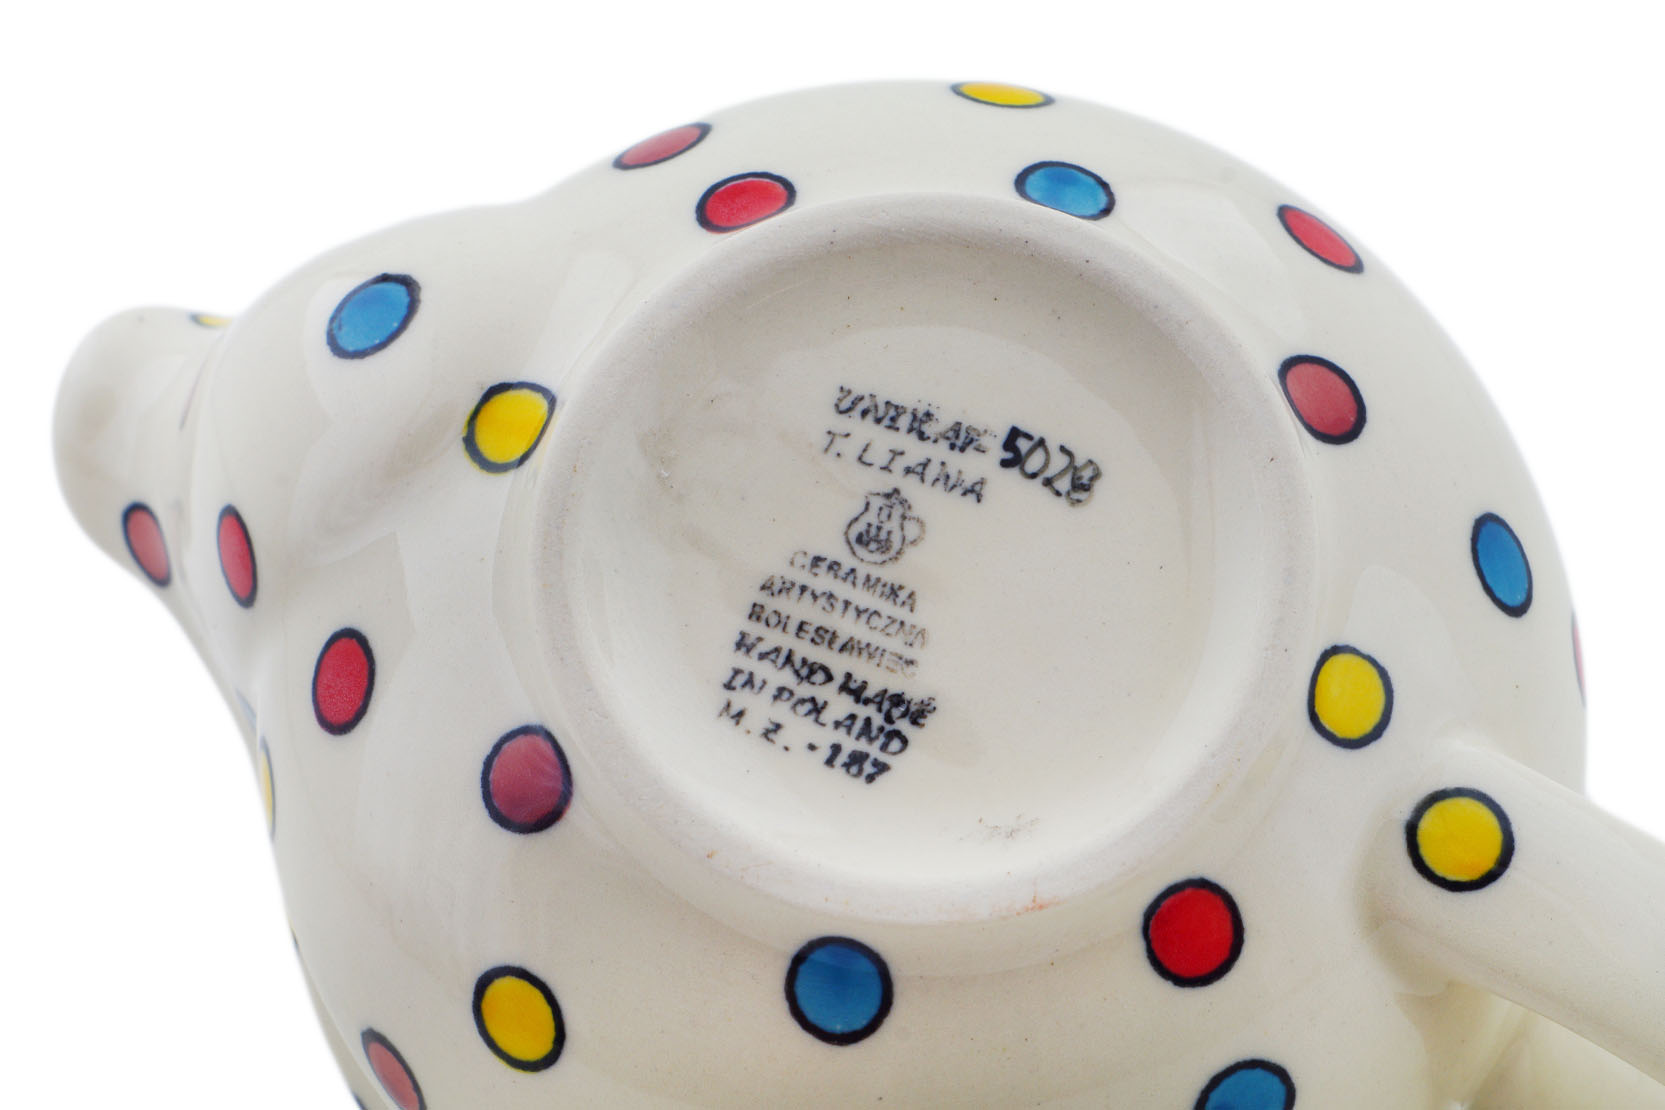 UNIKAT 5028
T. LIANA
CERAMIKA
ARTYSTYCZNA
BOLESŁAWIEC
HAND MADE
IN POLAND
M.Z. - 187